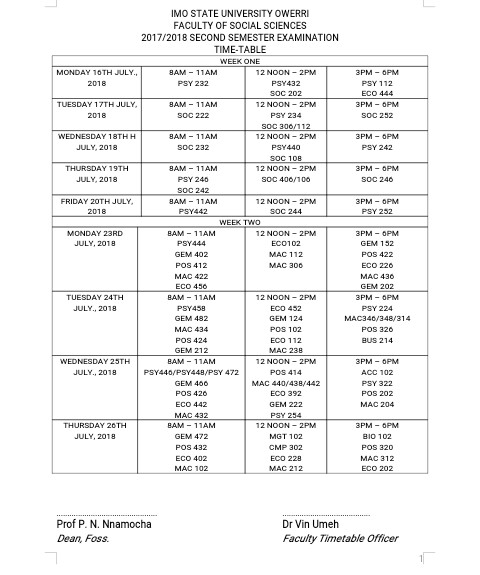 IMO STATE UNIVERSITY OWERRI
FACULTY OF SOCIAL SCIENCES
2017/2018 SECOND SEMESTER EXAMINATION
TIME-TABLE
WEEK ONE
MONDAY 16TH JULY., 8AM – 11AM 12 NOON – 2PM 3PM – 6PM
2018 PSY 232 PSY432 PSY 112
SOC 202 ECO 444
TUESDAY 17TH JULY, 8AM – 11AM 12 NOON – 2PM 3PM – 6PM
2018 SOC 222 PSY 234 SOC 252
SOC 306/112
WEDNESDAY 18TH H 8AM – 11AM 12 NOON – 2PM 3PM – 6PM
JULY, 2018 SOC 232 PSY440 PSY 242
SOC 108
THURSDAY 19TH 8AM – 11AM 12 NOON – 2PM 3PM – 6PM
JULY, 2018 PSY 246 SOC 406/106 SOC 246
SOC 242
FRIDAY 20TH JULY, 8AM – 11AM 12 NOON – 2PM 3PM – 6PM
2018 PSY442 SOC 244 PSY 252
WEEK TWO
MONDAY 23RD 8AM – 11AM 12 NOON – 2PM 3PM – 6PM
JULY, 2018 PSY444 ECO102 GEM 152
GEM 402 MAC 112 POS 422
POS 412 MAC 306 ECO 226
MAC 422 MAC 436
ECO 456 GEM 202
TUESDAY 24TH 8AM – 11AM 12 NOON – 2PM 3PM – 6PM
JULY., 2018 PSY458 ECO 452 PSY 224
GEM 482 GEM 124 MAC346/348/314
MAC 434 POS 102 POS 326
POS 424 ECO 112 BUS 214
GEM 212 MAC 238
WEDNESDAY 25TH 8AM – 11AM 12 NOON – 2PM 3PM – 6PM
JULY., 2018 PSY446/PSY448/PSY 472 POS 414 ACC 102
GEM 466 MAC 440/438/442 PSY 322
POS 426 ECO 392 POS 202
ECO 442 GEM 222 MAC 204
MAC 432 PSY 254
THURSDAY 26TH 8AM – 11AM 12 NOON – 2PM 3PM – 6PM
JULY, 2018 GEM 472 MGT 102 BIO 102
POS 432 CMP 302 POS 320
ECO 402 ECO 228 MAC 312
MAC 102 MAC 212 ECO 202
Prof P. N. Nnamocha Dr Vin Umeh
Dean, Foss. Faculty Timetable Officer
1